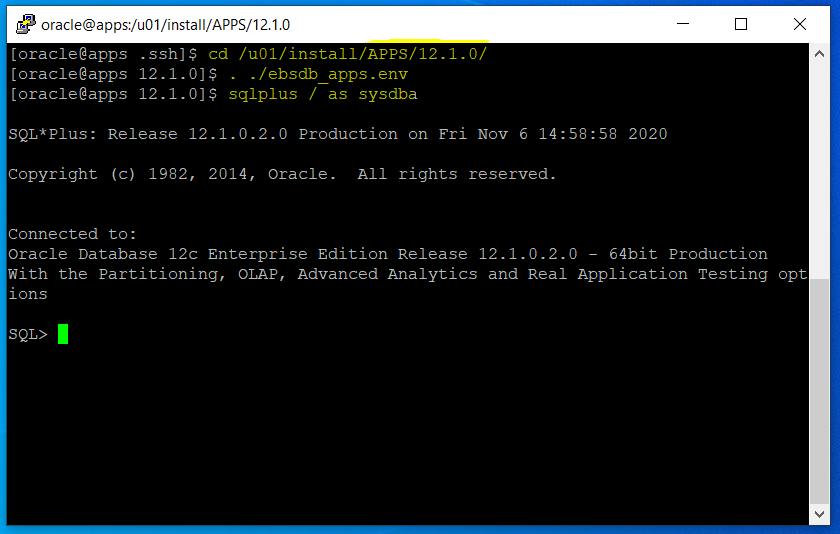 oracle@apps:/u01/install/APPS/12.1.0
[oracle@apps .ssh]$ cd /u01/install/APPS/12.1.0/
[oracle@apps 12.1.0]$ . ./ebsdb_apps.env
[oracle@apps 12.1.0]$ sqlplus / as sysdba
SQL*Plus: Release 12.1.0.2.0 Production on Fri Nov 6 14:58:58 2020
Copyright (c) 1982, 2014, Oracle.  All rights reserved.
Connected to:
Oracle Database 12c Enterprise Edition Release 12.1.0.2.0 - 64bit Production
With the Partitioning, OLAP, Advanced Analytics and Real Application Testing opt
ions
SQL>